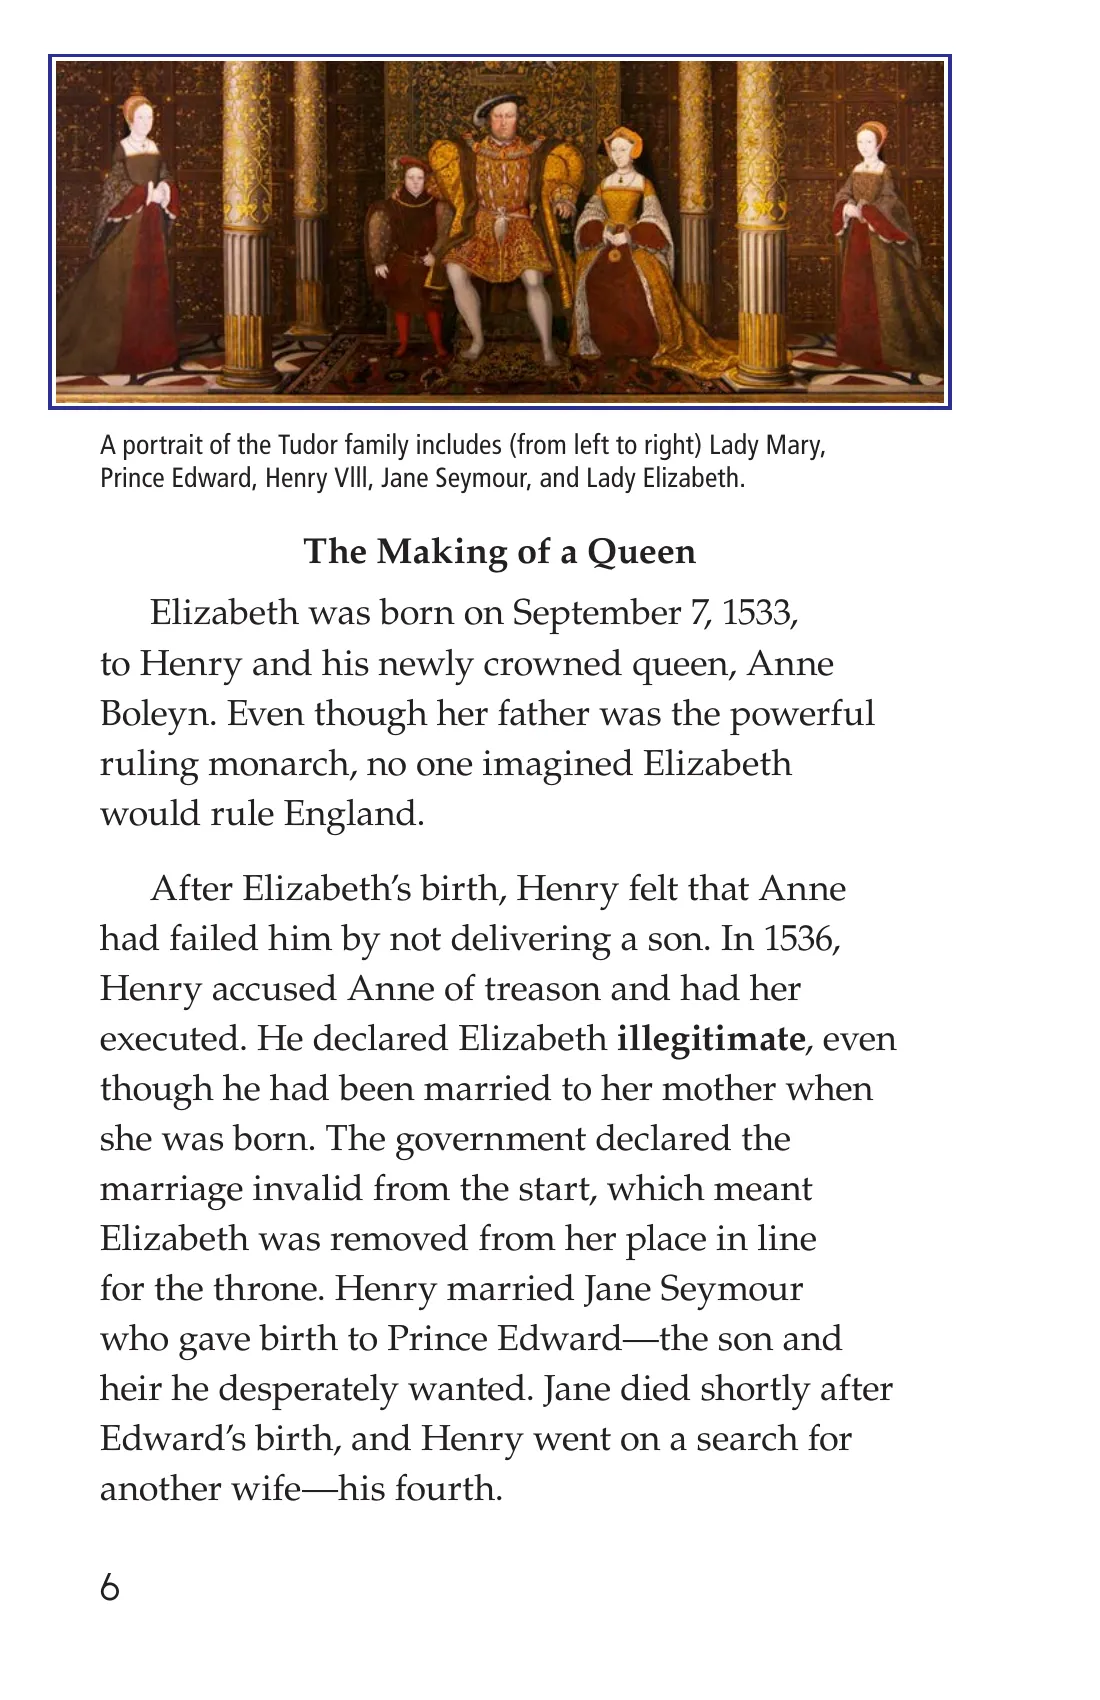 A portrait of the Tudor family includes (from left to right) Lady Mary,
Prince Edward, Henry Vlll, Jane Seymour, and Lady Elizabeth.
The Making of a Queen
Elizabeth was born on September 7, 1533,
to Henry and his newly crowned queen, Anne
Boleyn. Even though her father was the powerful
ruling monarch, no one imagined Elizabeth
would rule England.
After Elizabeth’s birth, Henry felt that Anne
had failed him by not delivering a son. In 1536,
Henry accused Anne of treason and had her
executed. He declared Elizabeth illegitimate, even
though he had been married to her mother when
she was born. The government declared the
marriage invalid from the start, which meant
Elizabeth was removed from her place in line
for the throne. Henry married Jane Seymour
who gave birth to Prince Edward—the son and
heir he desperately wanted. Jane died shortly after
Edward’s birth, and Henry went on a search for
another wife—his fourth.
6